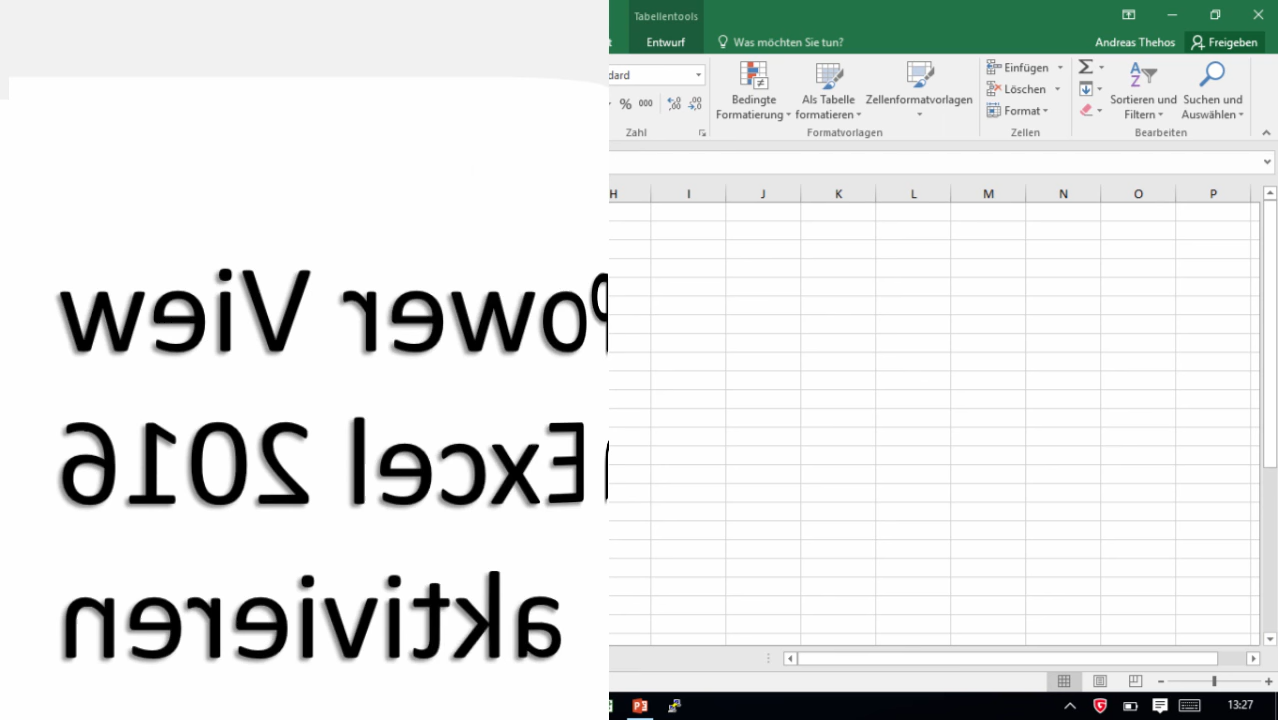 Power View
Excel 2016
aktivieren
Tabellentools
Entwurf
Was möchten Sie tun?
Andreas Thehos
Freigeben
dard
% 000
Zahl
Bedingte
Formatierung
Als Tabelle
formatieren
Zellenformatvorlagen
Formatvorlagen
Einfügen
Löschen
Format
Zellen
Sortieren und
Filtern
Suchen und
Auswählen
Bearbeiten
H I J K L M N O P
13:27